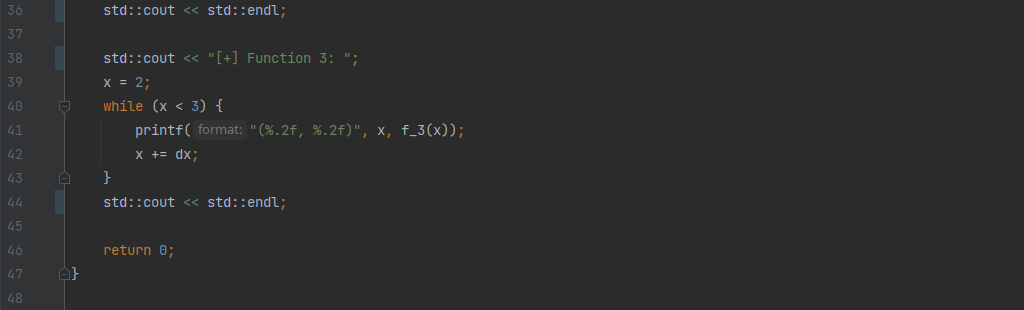 36 std::cout << std::endl;
37
38 std::cout << "[+] Function 3: ";
39 x = 2;
40 while (x < 3) {
41 printf( format: "(%.2f, %.2f)", x, f_3(x));
42 x += dx;
43 }
44 std::cout << std::endl;
45
46 return 0;
47 }
48